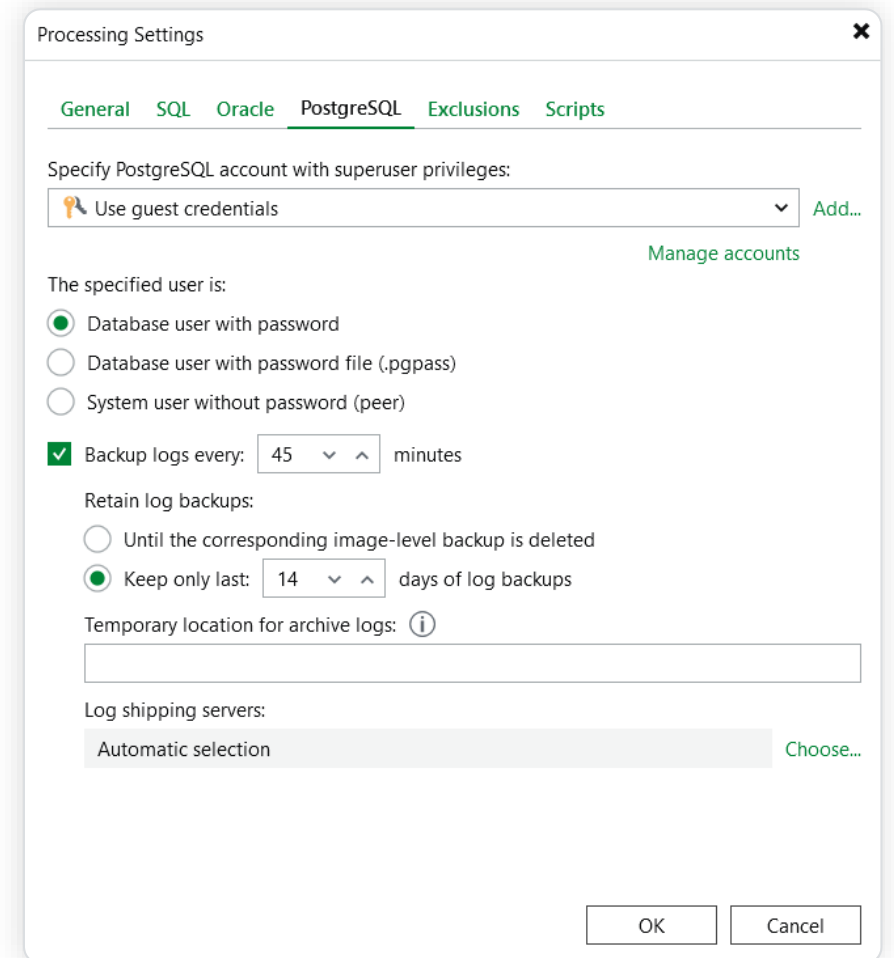 Processing Settings
General SQL Oracle PostgreSQL Exclusions Scripts
Specify PostgreSQL account with superuser privileges:
Use guest credentials Add...
Manage accounts
The specified user is:
Database user with password
Database user with password file (.pgpass)
System user without password (peer)
Backup logs every: 45 minutes
Retain log backups:
Until the corresponding image-level backup is deleted
Keep only last: 14 days of log backups
Temporary location for archive logs:
Log shipping servers:
Automatic selection Choose...
OK Cancel